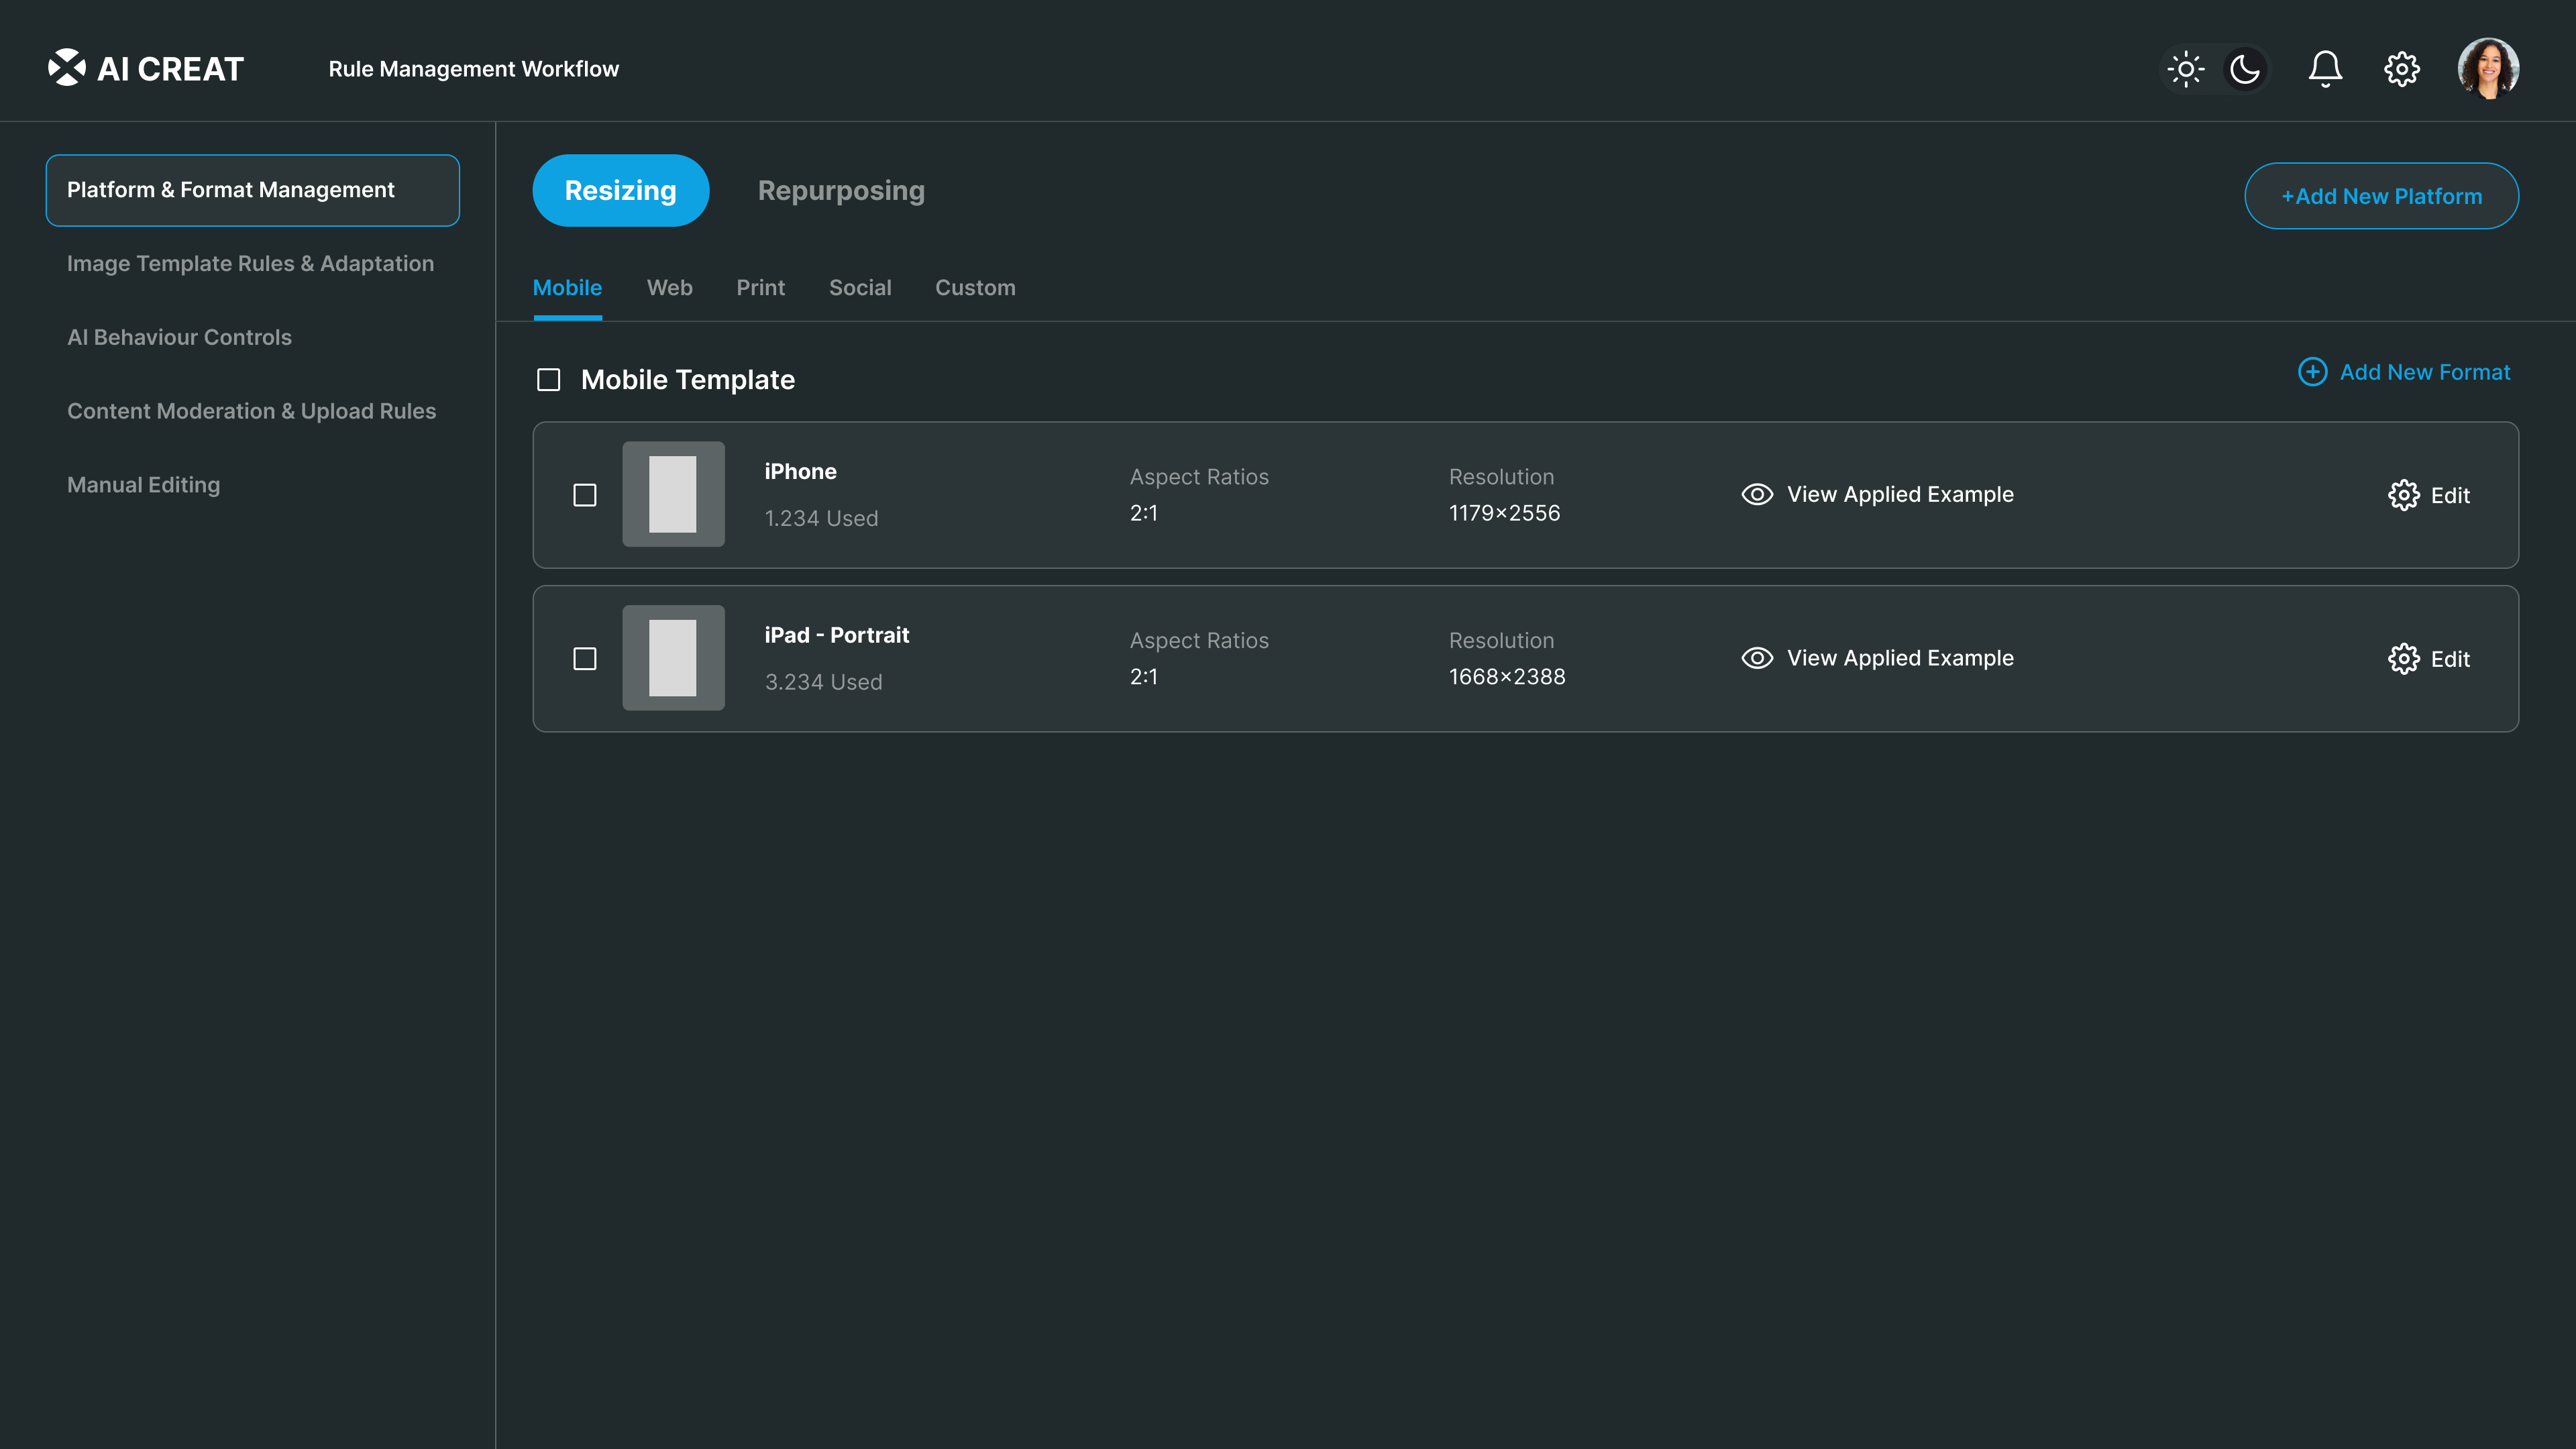 AI CREAT
Rule Management Workflow
Platform & Format Management
Image Template Rules & Adaptation
AI Behaviour Controls
Content Moderation & Upload Rules
Manual Editing
Resizing
Repurposing
+Add New Platform
Mobile
Web
Print
Social
Custom
Mobile Template
Add New Format
iPhone
1.234 Used
Aspect Ratios
2:1
Resolution
1179×2556
View Applied Example
Edit
iPad - Portrait
3.234 Used
Aspect Ratios
2:1
Resolution
1668×2388
View Applied Example
Edit